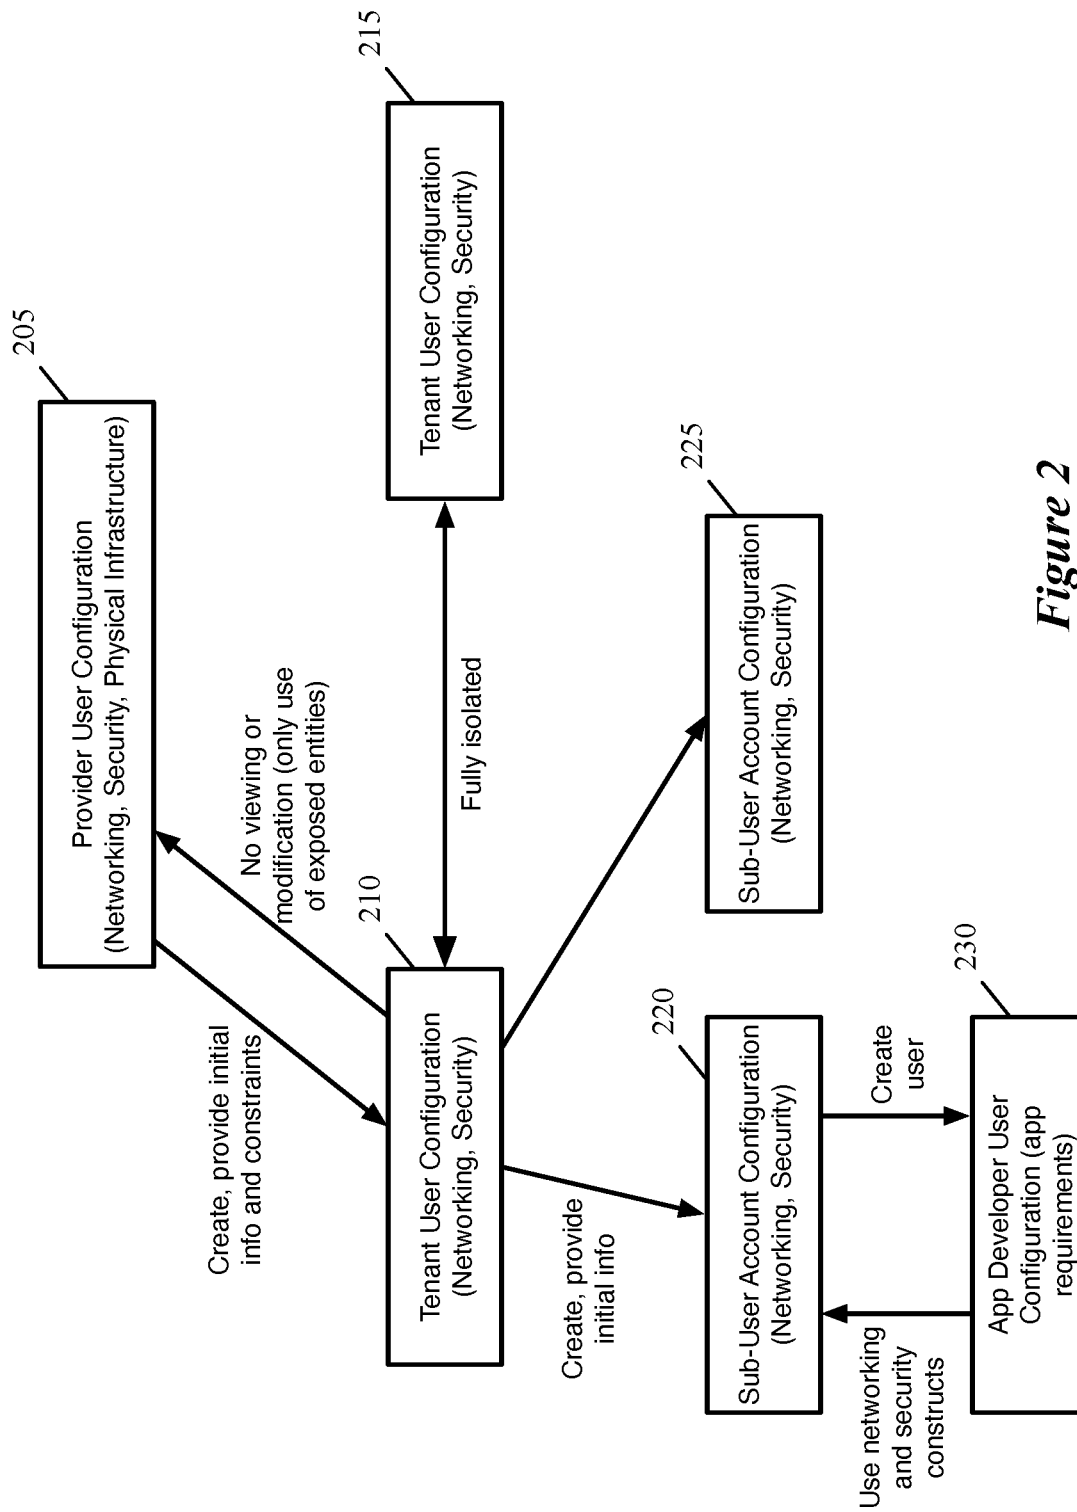 205
Provider User Configuration
(Networking, Security, Physical Infrastructure)
Create, provide initial
info and constraints
No viewing or
modification (only use
of exposed entities)
210
Tenant User Configuration
(Networking, Security)
Fully isolated
215
Tenant User Configuration
(Networking, Security)
Create, provide
initial info
220
Sub-User Account Configuration
(Networking, Security)
225
Sub-User Account Configuration
(Networking, Security)
Use networking
and security
constructs
Create
user
230
App Developer User
Configuration (app
requirements)
Figure 2